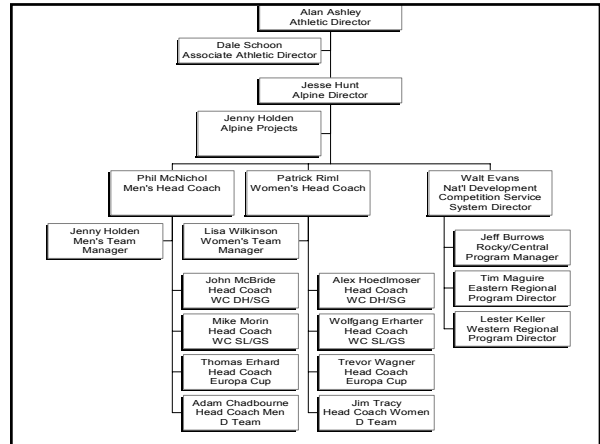 Alan Ashley
Athletic Director
Dale Schoon
Associate Athletic Director
Jesse Hunt
Alpine Director
Jenny Holden
Alpine Projects
Phil McNichol
Men's Head Coach
Patrick Riml
Women's Head Coach
Walt Evans
Nat'l Development
Competition Service
System Director
Jenny Holden
Men's Team
Manager
Lisa Wilkinson
Women's Team
Manager
Jeff Burrows
Rocky/Central
Program Manager
John McBride
Head Coach
WC DH/SG
Alex Hoedlmoser
Head Coach
WC DH/SG
Tim Maguire
Eastern Regional
Program Director
Mike Morin
Head Coach
WC SL/GS
Wolfgang Erharter
Head Coach
WC SL/GS
Lester Keller
Western Regional
Program Director
Thomas Erhard
Head Coach
Europa Cup
Trevor Wagner
Head Coach
Europa Cup
Adam Chadbourne
Head Coach Men
D Team
Jim Tracy
Head Coach Women
D Team